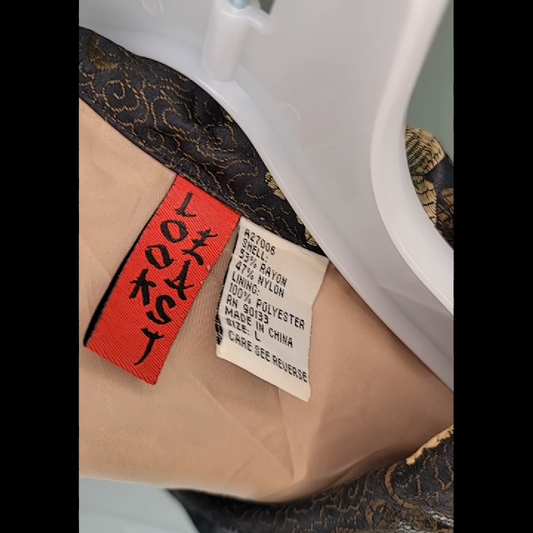 LOOK
EAST
A27006
SHELL:
53% RAYON
47% NYLON
LINING:
100% POLYESTER
RN 90133
MADE IN CHINA
SIZE: L
CARE SEE REVERSE